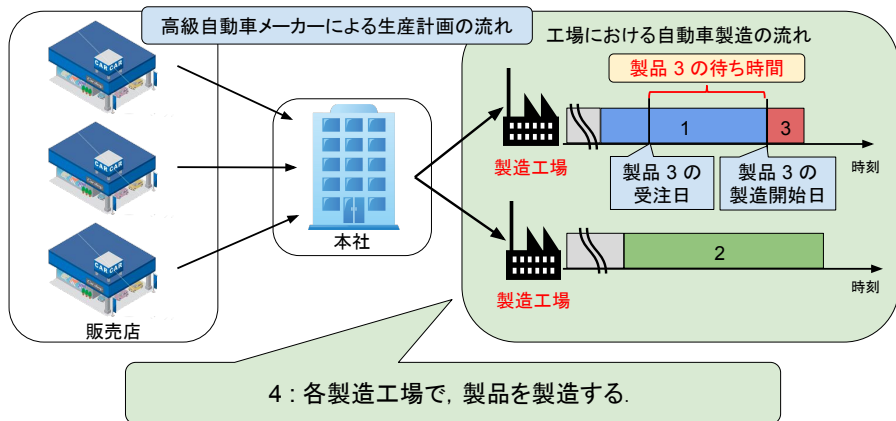 高級自動車メーカーによる生産計画の流れ
工場における自動車製造の流れ
製品 3 の待ち時間
CAR CAR
CAR CAR
CAR CAR
販売店
本社
製造工場
1
3
製品 3 の
受注日
製品 3 の
製造開始日
時刻
製造工場
2
時刻
4 : 各製造工場で, 製品を製造する.